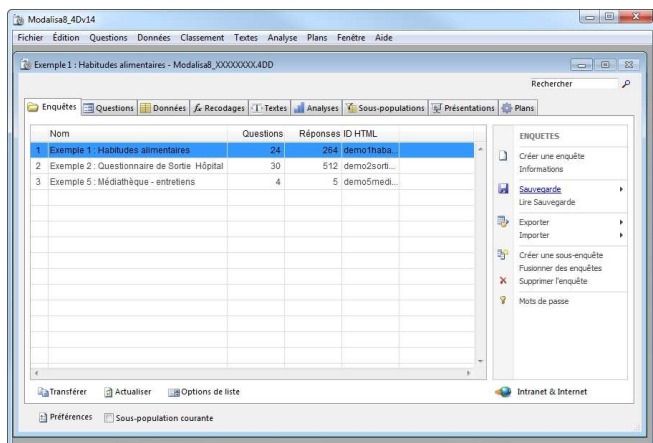 Modalisa8_4Dv14
Fichier Édition Questions Données Classement Textes Analyse Plans Fenêtre Aide
Exemple 1 : Habitudes alimentaires - Modalisa8_XXXXXXXX.4DD
Rechercher
Enquêtes Questions Données Recodages Textes Analyses Sous-populations Présentations Plans
Nom Questions Réponses ID HTML
1 Exemple 1 : Habitudes alimentaires 24 264 demo1haba...
2 Exemple 2 : Questionnaire de Sortie Hôpital 30 512 demo2sorti...
3 Exemple 5 : Médiathèque - entretiens 4 5 demo5medi...
ENQUETES
Créer une enquête
Informations
Sauvegarde
Lire Sauvegarde
Exporter
Importer
Créer une sous-enquête
Fusionner des enquêtes
Supprimer l'enquête
Mots de passe
Transférer Actualiser Options de liste Intranet & Internet
Préférences Sous-population courante